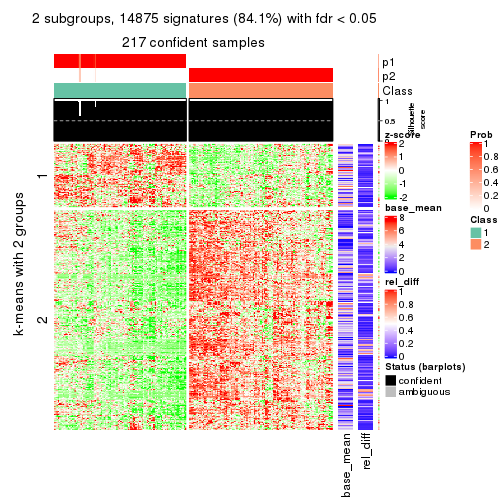 2 subgroups, 14875 signatures (84.1%) with fdr < 0.05
217 confident samples
p1
p2
Class
1
0.5
0
Silhouette
score
k-means with 2 groups
1
2
base_mean
rel_diff
z-score
2
1
0
-1
-2
base_mean
8
6
4
2
0
rel_diff
1
0.8
0.6
0.4
0.2
0
Status (barplots)
confident
ambiguous
Prob
1
0.8
0.6
0.4
0.2
0
Class
1
2